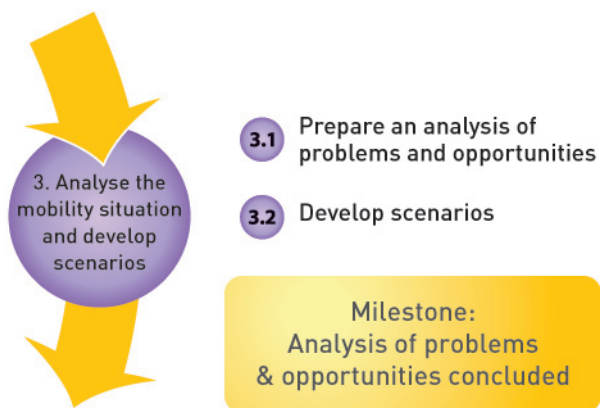 3. Analyse the
mobility situation
and develop
scenarios
3.1 Prepare an analysis of
problems and opportunities
3.2 Develop scenarios
Milestone:
Analysis of problems
& opportunities concluded